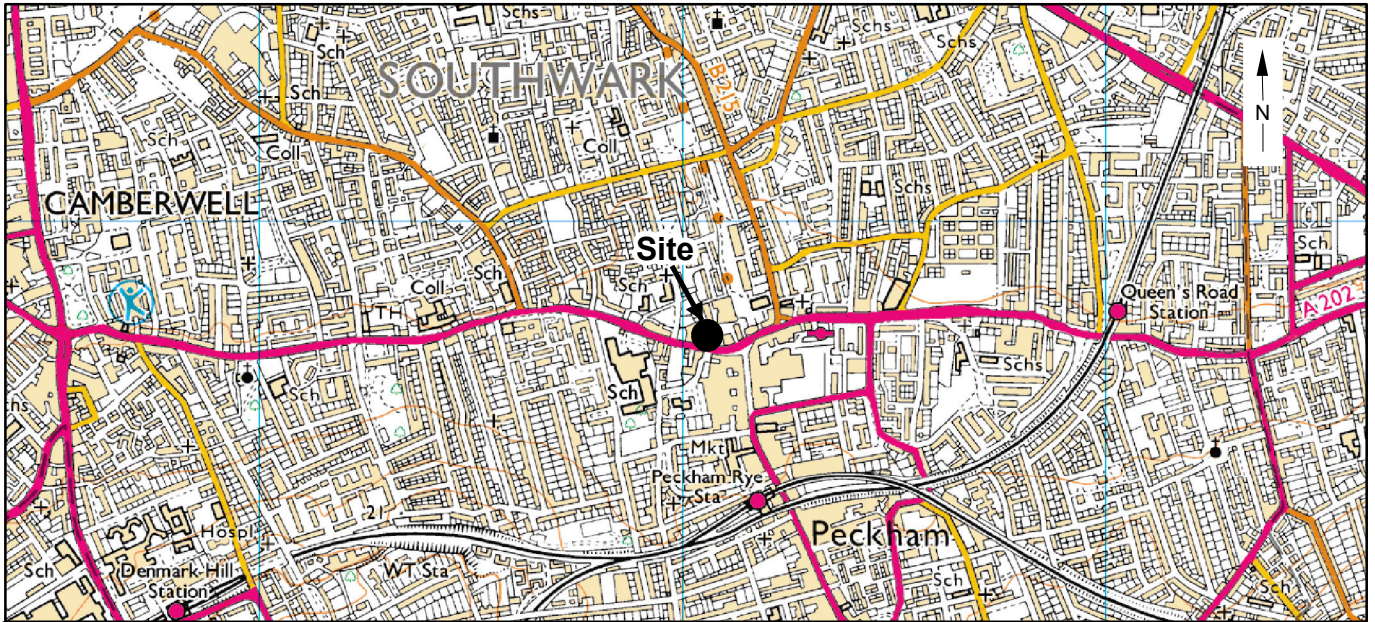 Schs
Sch
Sch
Schs
Schs
SOUTHWARK
B215
N
Sch
Coll
Coll
Schs
CAMBERWELL
Site
Sch
Coll
Sch
Sch
Queen's Road
Station
A 202
TH
Schs
Sch
Sch
Mkt
Peckham Rye
Sta
21
Hospl
Peckham
Sch
Denmark Hill
Station
WT Sta
Sch
Sch